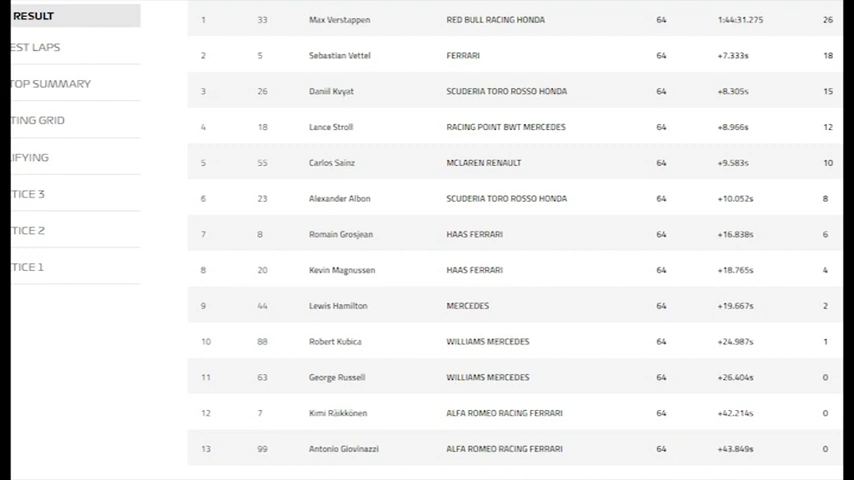 RESULT
EST LAPS
TOP SUMMARY
TING GRID
LIFYING
TICE 3
TICE 2
TICE 1
1 33 Max Verstappen RED BULL RACING HONDA 64 1:44:31.275 26
2 5 Sebastian Vettel FERRARI 64 +7.333s 18
3 26 Daniil Kvyat SCUDERIA TORO ROSSO HONDA 64 +8.305s 15
4 18 Lance Stroll RACING POINT BWT MERCEDES 64 +8.966s 12
5 55 Carlos Sainz MCLAREN RENAULT 64 +9.583s 10
6 23 Alexander Albon SCUDERIA TORO ROSSO HONDA 64 +10.052s 8
7 8 Romain Grosjean HAAS FERRARI 64 +16.838s 6
8 20 Kevin Magnussen HAAS FERRARI 64 +18.765s 4
9 44 Lewis Hamilton MERCEDES 64 +19.667s 2
10 88 Robert Kubica WILLIAMS MERCEDES 64 +24.987s 1
11 63 George Russell WILLIAMS MERCEDES 64 +26.404s 0
12 7 Kimi Räikkönen ALFA ROMEO RACING FERRARI 64 +42.214s 0
13 99 Antonio Giovinazzi ALFA ROMEO RACING FERRARI 64 +43.849s 0